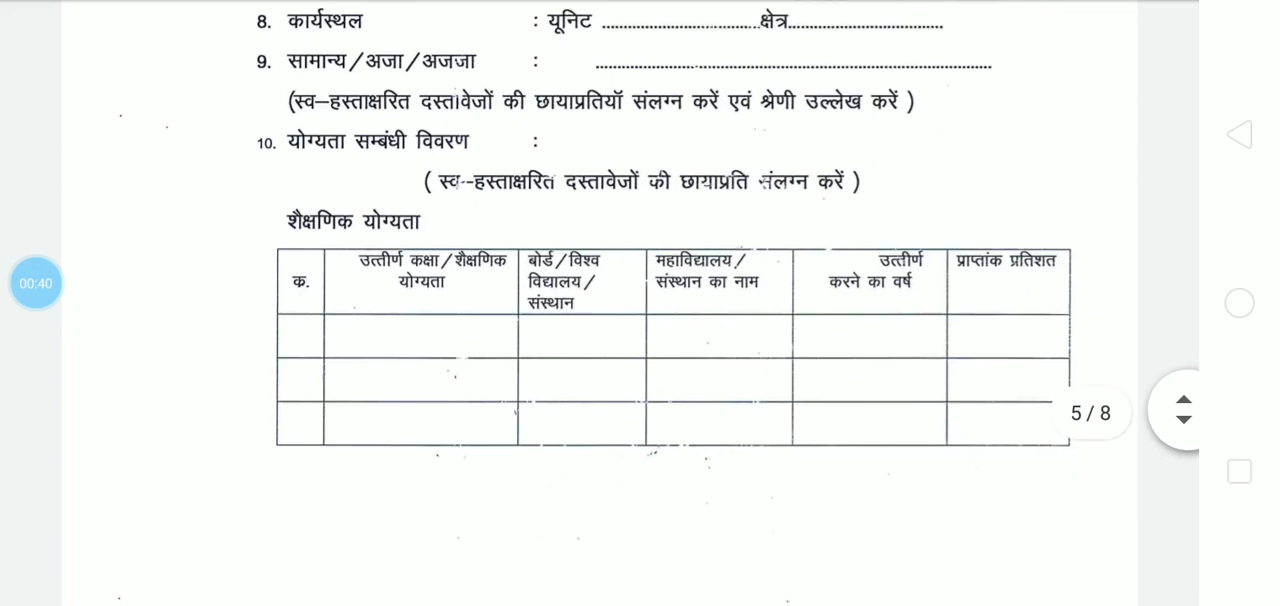 8. कार्यस्थल : यूनिट ........................................क्षेत्र.......................................
9. सामान्य/अजा/अजजा : ....................................................................................................
(स्व–हस्ताक्षरित दस्तावेजों की छायाप्रतियॉ संलग्न करें एवं श्रेणी उल्लेख करें )
10. योग्यता सम्बंधी विवरण :
( स्व--हस्ताक्षरित दस्तावेजों की छायाप्रति संलग्न करें )
शैक्षणिक योग्यता
क. उत्तीर्ण कक्षा/शैक्षणिक योग्यता बोर्ड/विश्व विद्यालय/ संस्थान महाविद्यालय/ संस्थान का नाम उत्तीर्ण करने का वर्ष प्राप्तांक प्रतिशत
00:40
5/8